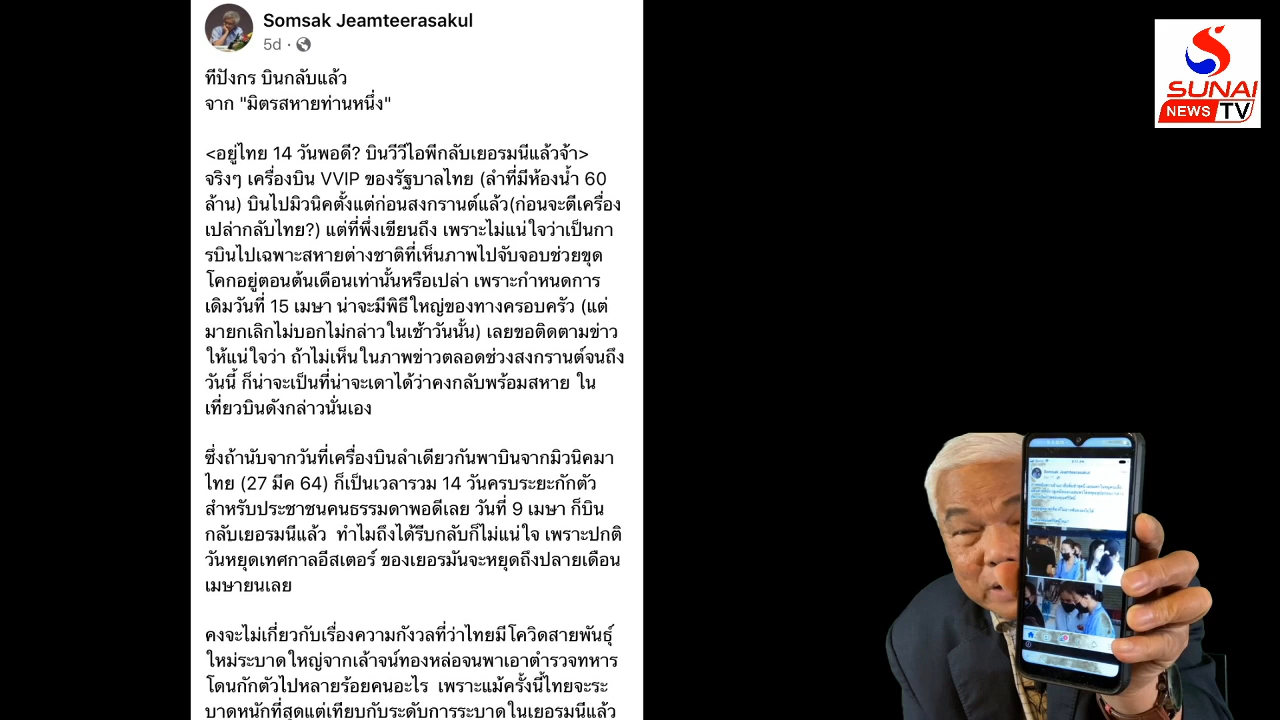 Somsak Jeamteerasakul
5d ·
ทีปังกร บินกลับแล้ว
จาก "มิตรสหายท่านหนึ่ง"
<อยู่ไทย 14 วันพอดี? บินวีวีไอพีกลับเยอรมนีแล้วจ้า>
จริงๆ เครื่องบิน VVIP ของรัฐบาลไทย (ลำที่มีห้องน้ำ 60
ล้าน) บินไปมิวนิคตั้งแต่ก่อนสงกรานต์แล้ว(ก่อนจะตีเครื่อง
เปล่ากลับไทย?) แต่ที่พึ่งเขียนถึง เพราะไม่แน่ใจว่าเป็นกา
รบินไปเฉพาะสหายต่างชาติที่เห็นภาพไปจับจอบช่วยขุด
โคกอยู่ตอนต้นเดือนเท่านั้นหรือเปล่า เพราะกำหนดการ
เดิมวันที่ 15 เมษา น่าจะมีพิธีใหญ่ของทางครอบครัว (แต่
มายกเลิกไม่บอกไม่กล่าวในเช้าวันนั้น) เลยขอติดตามข่าว
ให้แน่ใจว่า ถ้าไม่เห็นในภาพข่าวตลอดช่วงสงกรานต์จนถึง
วันนี้ ก็น่าจะเป็นที่น่าจะเดาได้ว่าคงกลับพร้อมสหาย ใน
เที่ยวบินดังกล่าวนั่นเอง
ซึ่งถ้านับจากวันที่เครื่องบินลำเดียวกันพาบินจากมิวนิคมา
ไทย (27 มีค 64) ก็เป็นเวลารวม 14 วันครบระยะกักตัว
สำหรับประชาชนคนธรรมดาพอดีเลย วันที่ 9 เมษา ก็บิน
กลับเยอรมนีแล้ว ทำไมถึงได้รีบกลับก็ไม่แน่ใจ เพราะปกติ
วันหยุดเทศกาลอีสเตอร์ ของเยอรมันจะหยุดถึงปลายเดือน
เมษายนเลย
คงจะไม่เกี่ยวกับเรื่องความกังวลที่ว่าไทยมีโควิดสายพันธุ์
ใหม่ระบาดใหญ่จากเล้าจน์ทองหล่อจนพาเอาตำรวจทหาร
โดนกักตัวไปหลายร้อยคนอะไร เพราะแม้ครั้งนี้ไทยจะระ
บาดหนักที่สุดแต่เทียบกับระดับการระบาดในเยอรมนีแล้ว
SUNAI
NEWS TV
Somsak Jeamteerasakul